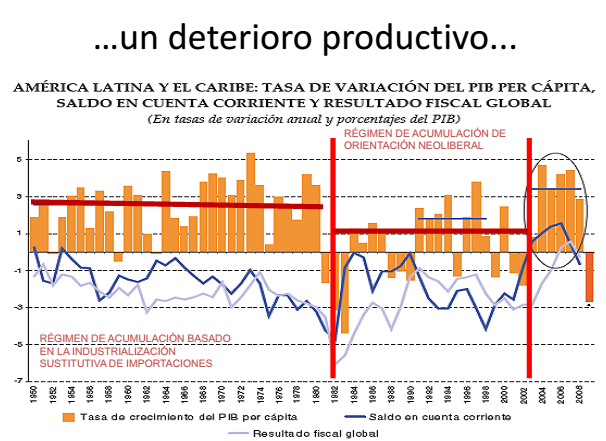 …un deterioro productivo...
AMÉRICA LATINA Y EL CARIBE: TASA DE VARIACIÓN DEL PIB PER CÁPITA,
SALDO EN CUENTA CORRIENTE Y RESULTADO FISCAL GLOBAL
(En tasas de variación anual y porcentajes del PIB)
RÉGIMEN DE ACUMULACIÓN DE
ORIENTACIÓN NEOLIBERAL
5
3
1
-1
-3
-5
-7
RÉGIMEN DE ACUMULACIÓN BASADO
EN LA INDUSTRIALIZACIÓN
SUSTITUTIVA DE IMPORTACIONES
1950 1952 1954 1956 1958 1960 1962 1964 1966 1968 1970 1972 1974 1976 1978 1980 1982 1984 1986 1988 1990 1992 1994 1996 1998 2000 2002 2004 2006 2008
Tasa de crecimiento del PIB per cápita Saldo en cuenta corriente
Resultado fiscal global